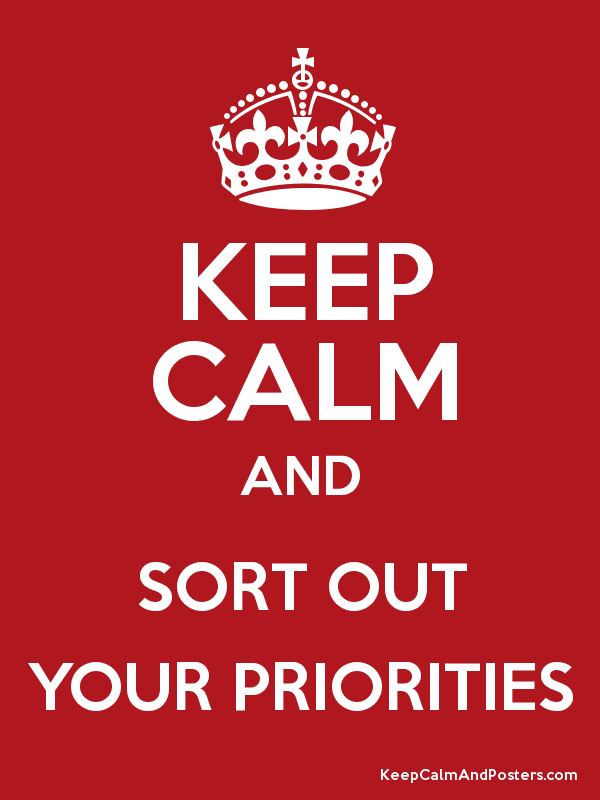 KEEP
CALM
AND
SORT OUT
YOUR PRIORITIES
KeepCalmAndPosters.com